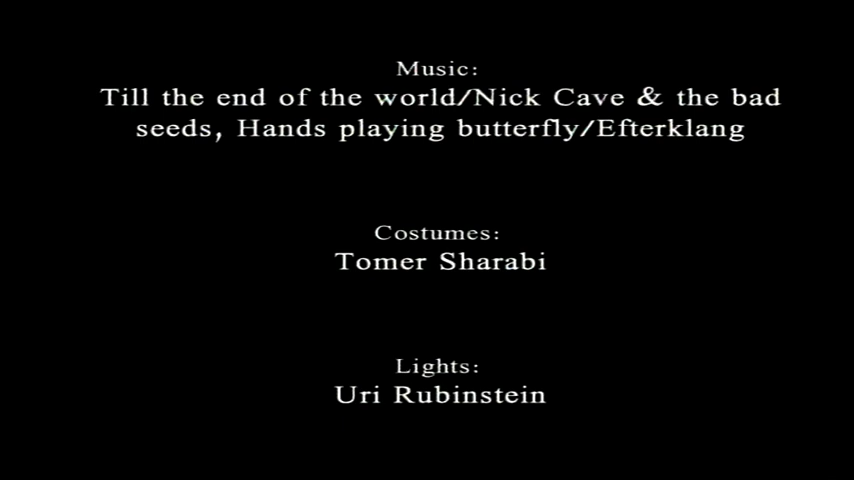 Music:
Till the end of the world/Nick Cave & the bad
seeds, Hands playing butterfly/Efterklang
Costumes:
Tomer Sharabi
Lights:
Uri Rubinstein